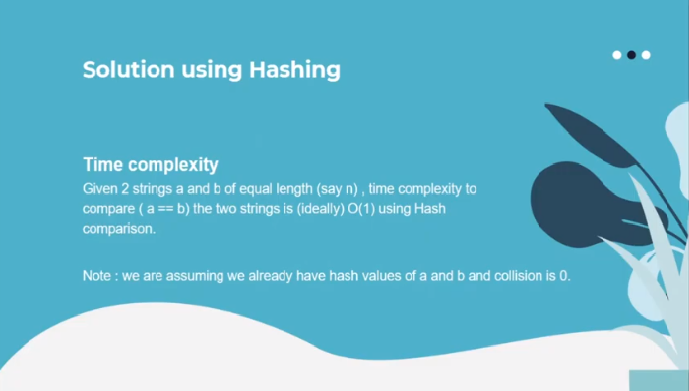 Solution using Hashing
Time complexity
Given 2 strings a and b of equal length (say n) , time complexity to
compare ( a == b) the two strings is (ideally) O(1) using Hash
comparison.
Note : we are assuming we already have hash values of a and b and collision is 0.